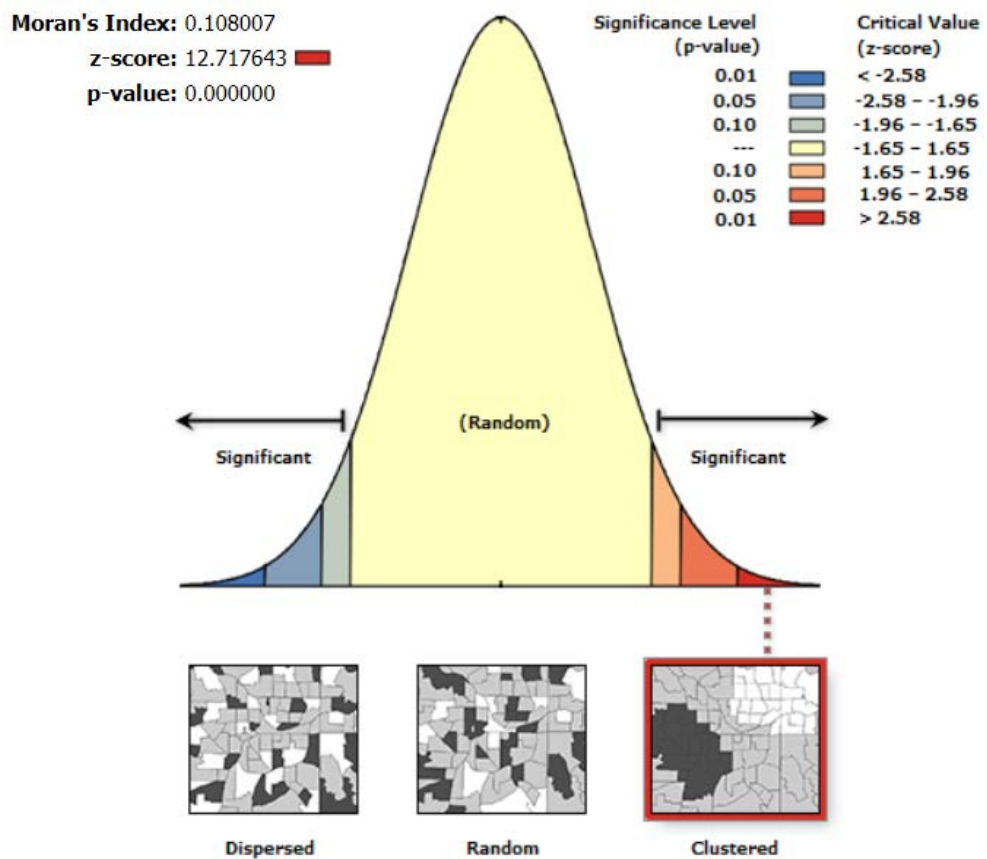 Moran's Index: 0.108007
z-score: 12.717643
p-value: 0.000000
Significance Level
(p-value)
Critical Value
(z-score)
0.01 < -2.58
0.05 -2.58 – -1.96
0.10 -1.96 – -1.65
--- -1.65 – 1.65
0.10 1.65 – 1.96
0.05 1.96 – 2.58
0.01 > 2.58
(Random)
Significant
Significant
Dispersed
Random
Clustered